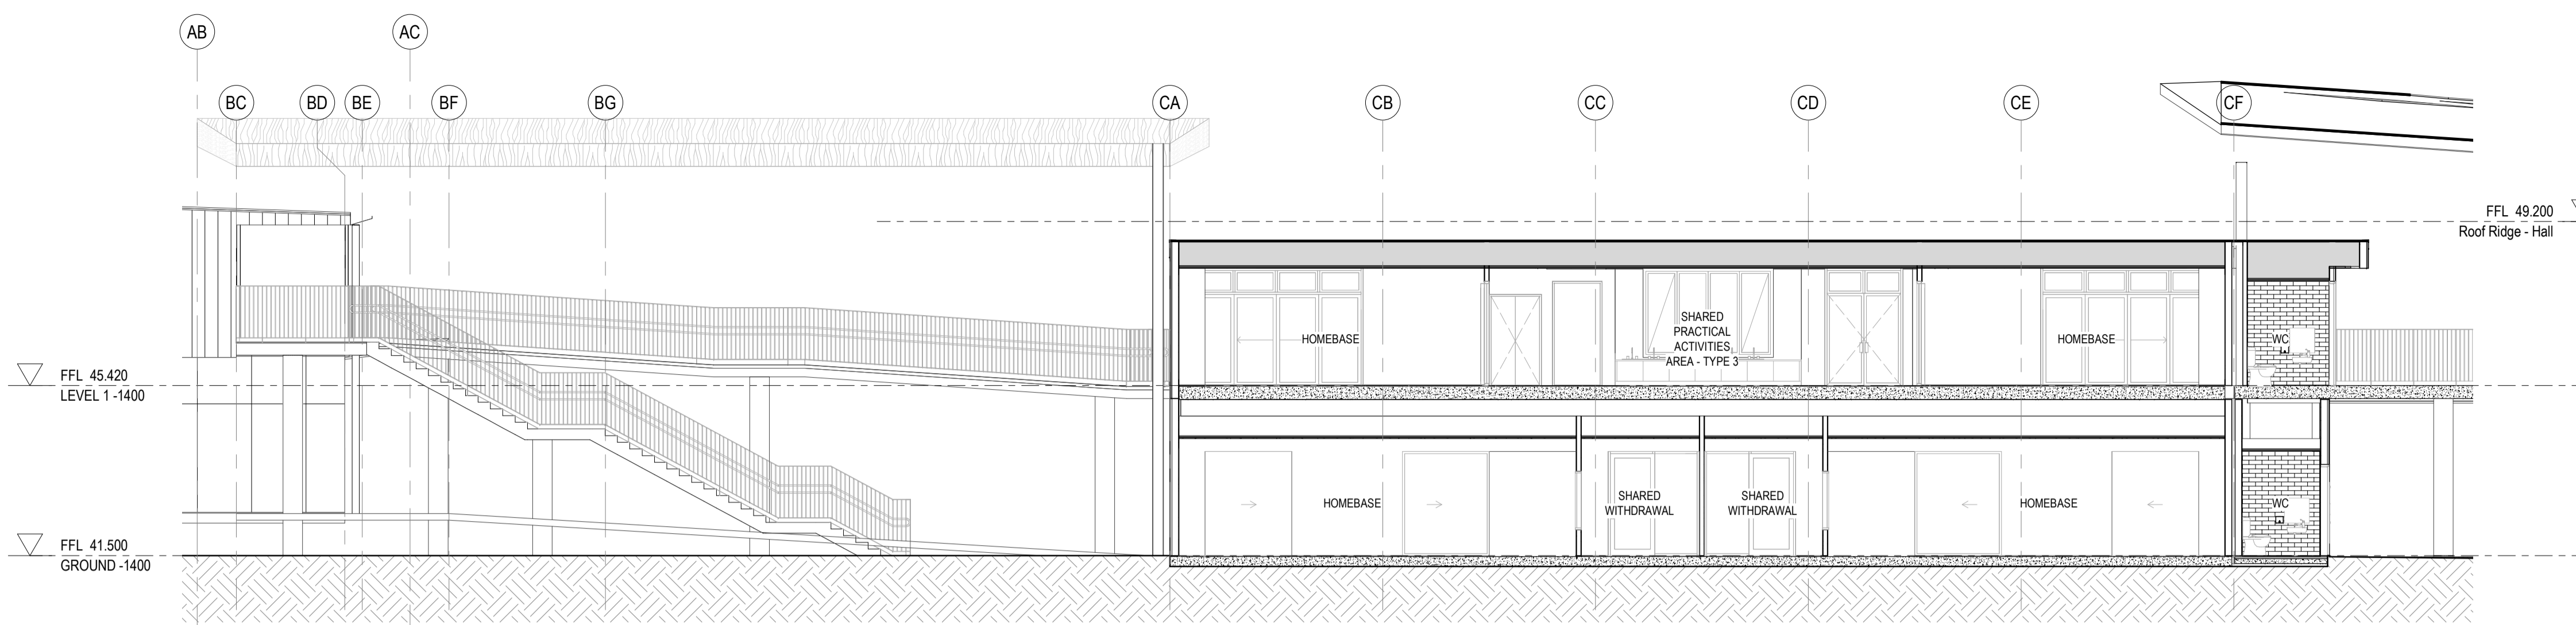 AB
AC
BC
BD
BE
BF
BG
CA
CB
CC
CD
CE
CF
FFL 49.200
Roof Ridge - Hall
HOMEBASE
SHARED
PRACTICAL
ACTIVITIES
AREA - TYPE 3
HOMEBASE
WC
FFL 45.420
LEVEL 1 -1400
HOMEBASE
SHARED
WITHDRAWAL
SHARED
WITHDRAWAL
HOMEBASE
WC
FFL 41.500
GROUND -1400